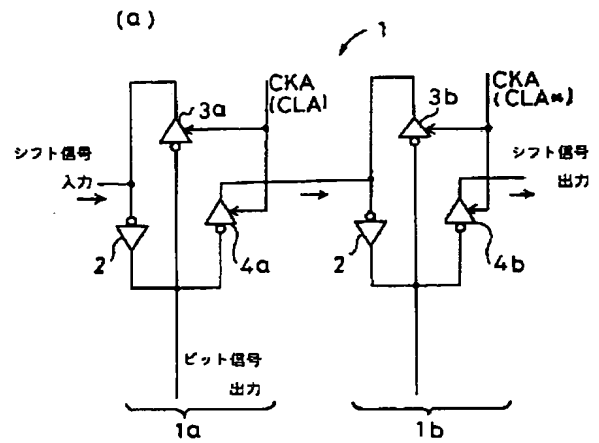 (a)
1
3a
CKA
(CLA)
3b
CKA
(CLA*)
シフト信号
入力
シフト信号
出力
2
4a
2
4b
ビット信号
出力
1a
1b